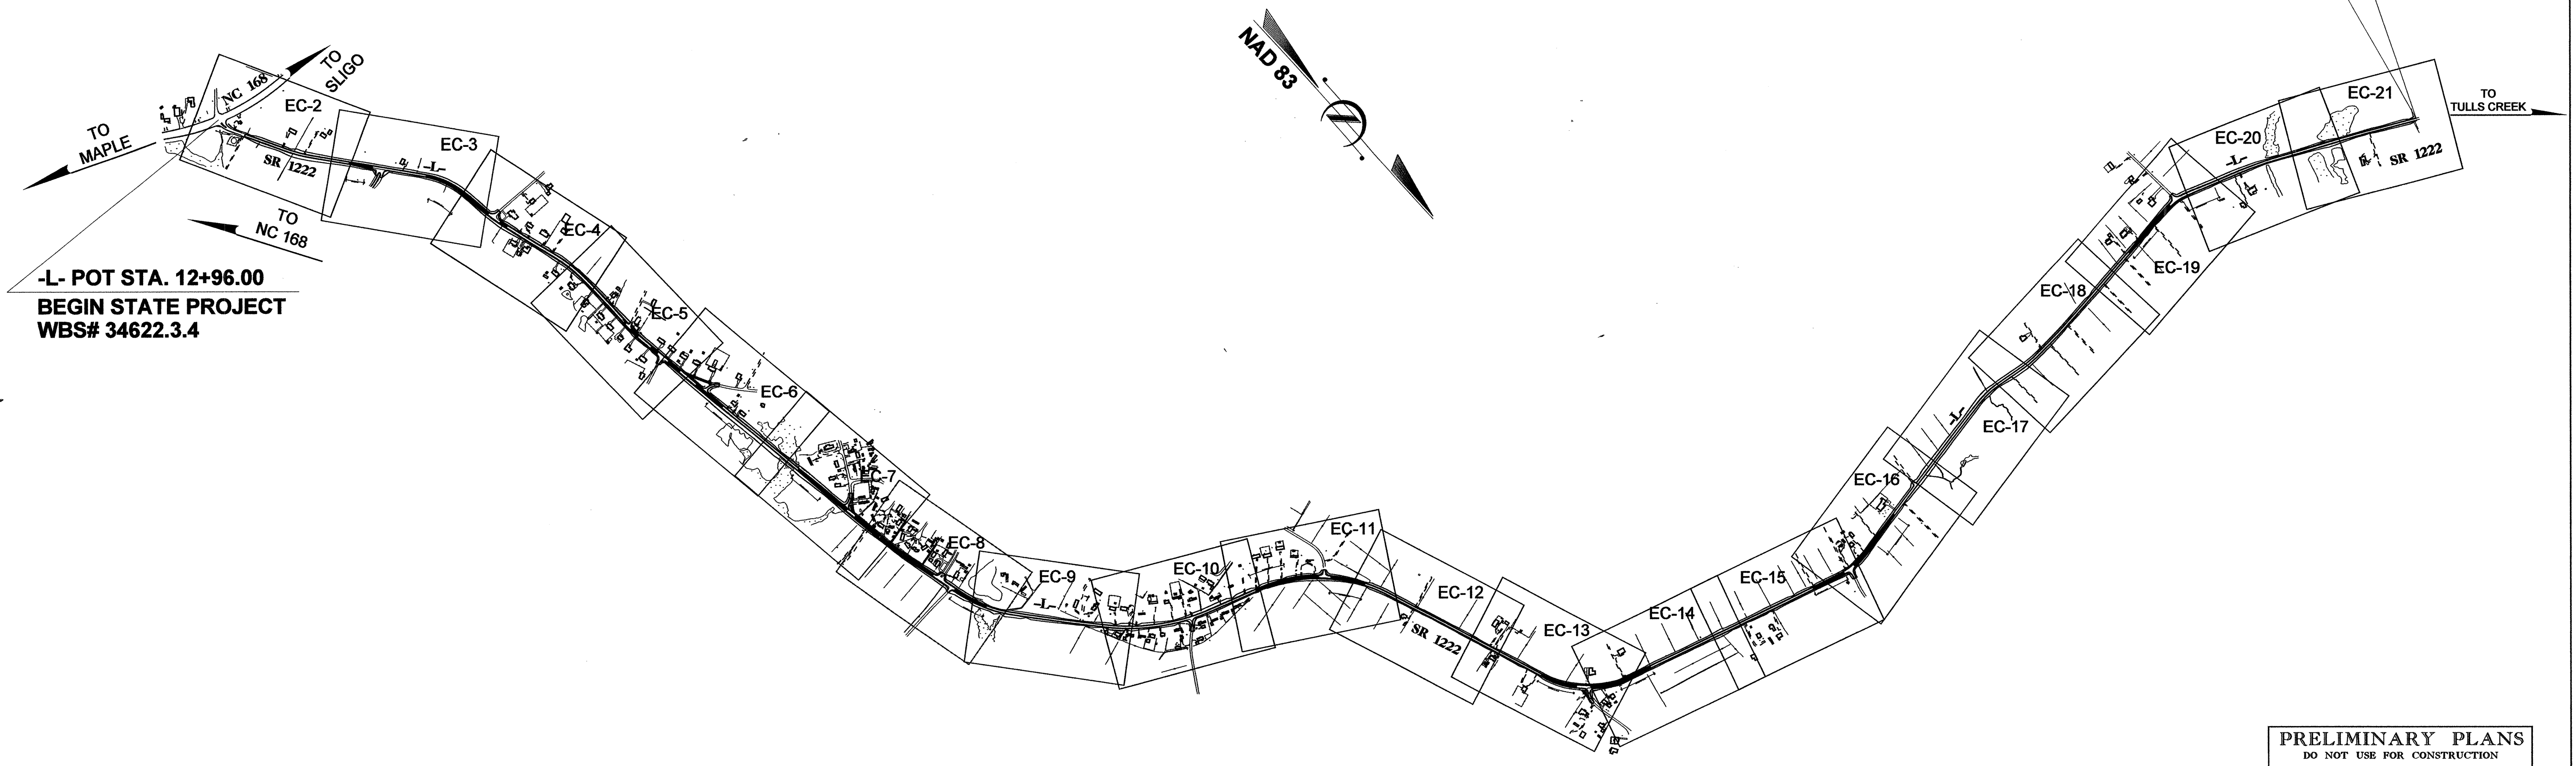 TO
MAPLE
NC 168
TO
SLIGO
EC-2
SR 1222
EC-3
-L-
TO
NC 168
-L- POT STA. 12+96.00
BEGIN STATE PROJECT
WBS# 34622.3.4
EC-4
EC-5
EC-6
C-7
EC-8
EC-9
-L-
EC-10
EC-11
NAD 83
EC-12
SR 1222
EC-13
EC-14
EC-15
EC-16
EC-17
-L-
EC-18
EC-19
EC-20
-L-
EC-21
SR 1222
TO
TULLS CREEK
PRELIMINARY PLANS
DO NOT USE FOR CONSTRUCTION